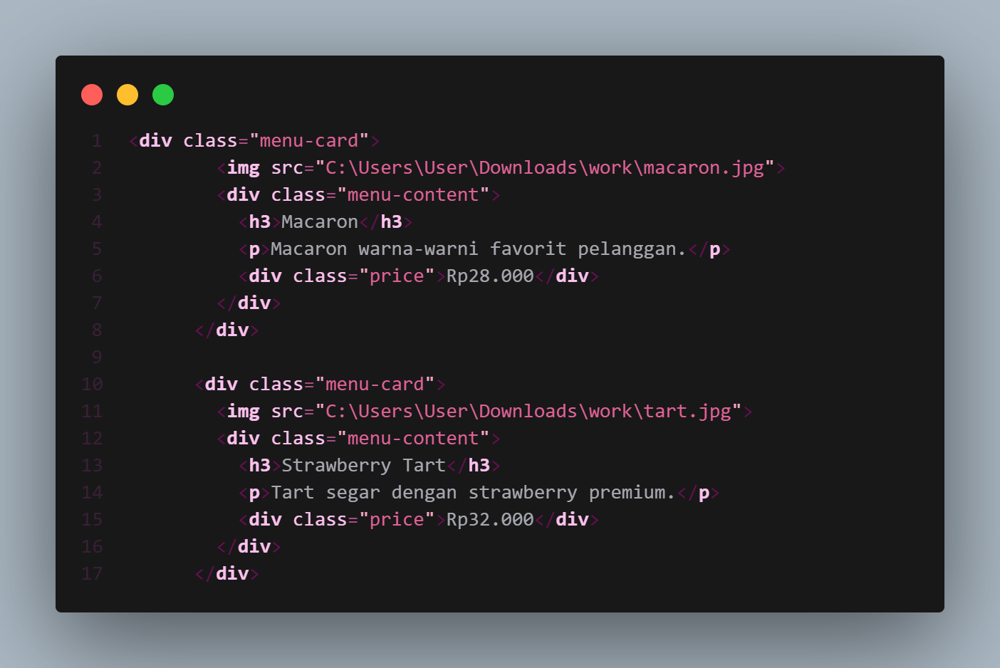 1 <div class="menu-card">
2         <img src="C:\Users\User\Downloads\work\macaron.jpg">
3         <div class="menu-content">
4           <h3>Macaron</h3>
5           <p>Macaron warna-warni favorit pelanggan.</p>
6           <div class="price">Rp28.000</div>
7         </div>
8       </div>
9
10       <div class="menu-card">
11         <img src="C:\Users\User\Downloads\work\tart.jpg">
12         <div class="menu-content">
13           <h3>Strawberry Tart</h3>
14           <p>Tart segar dengan strawberry premium.</p>
15           <div class="price">Rp32.000</div>
16         </div>
17       </div>